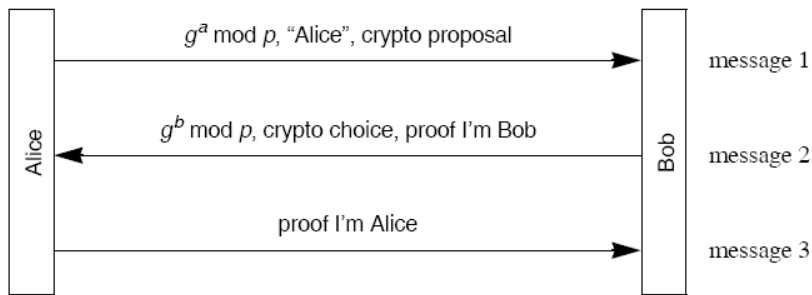 g^a mod p, “Alice”, crypto proposal
message 1
g^b mod p, crypto choice, proof I’m Bob
message 2
Alice
Bob
proof I’m Alice
message 3